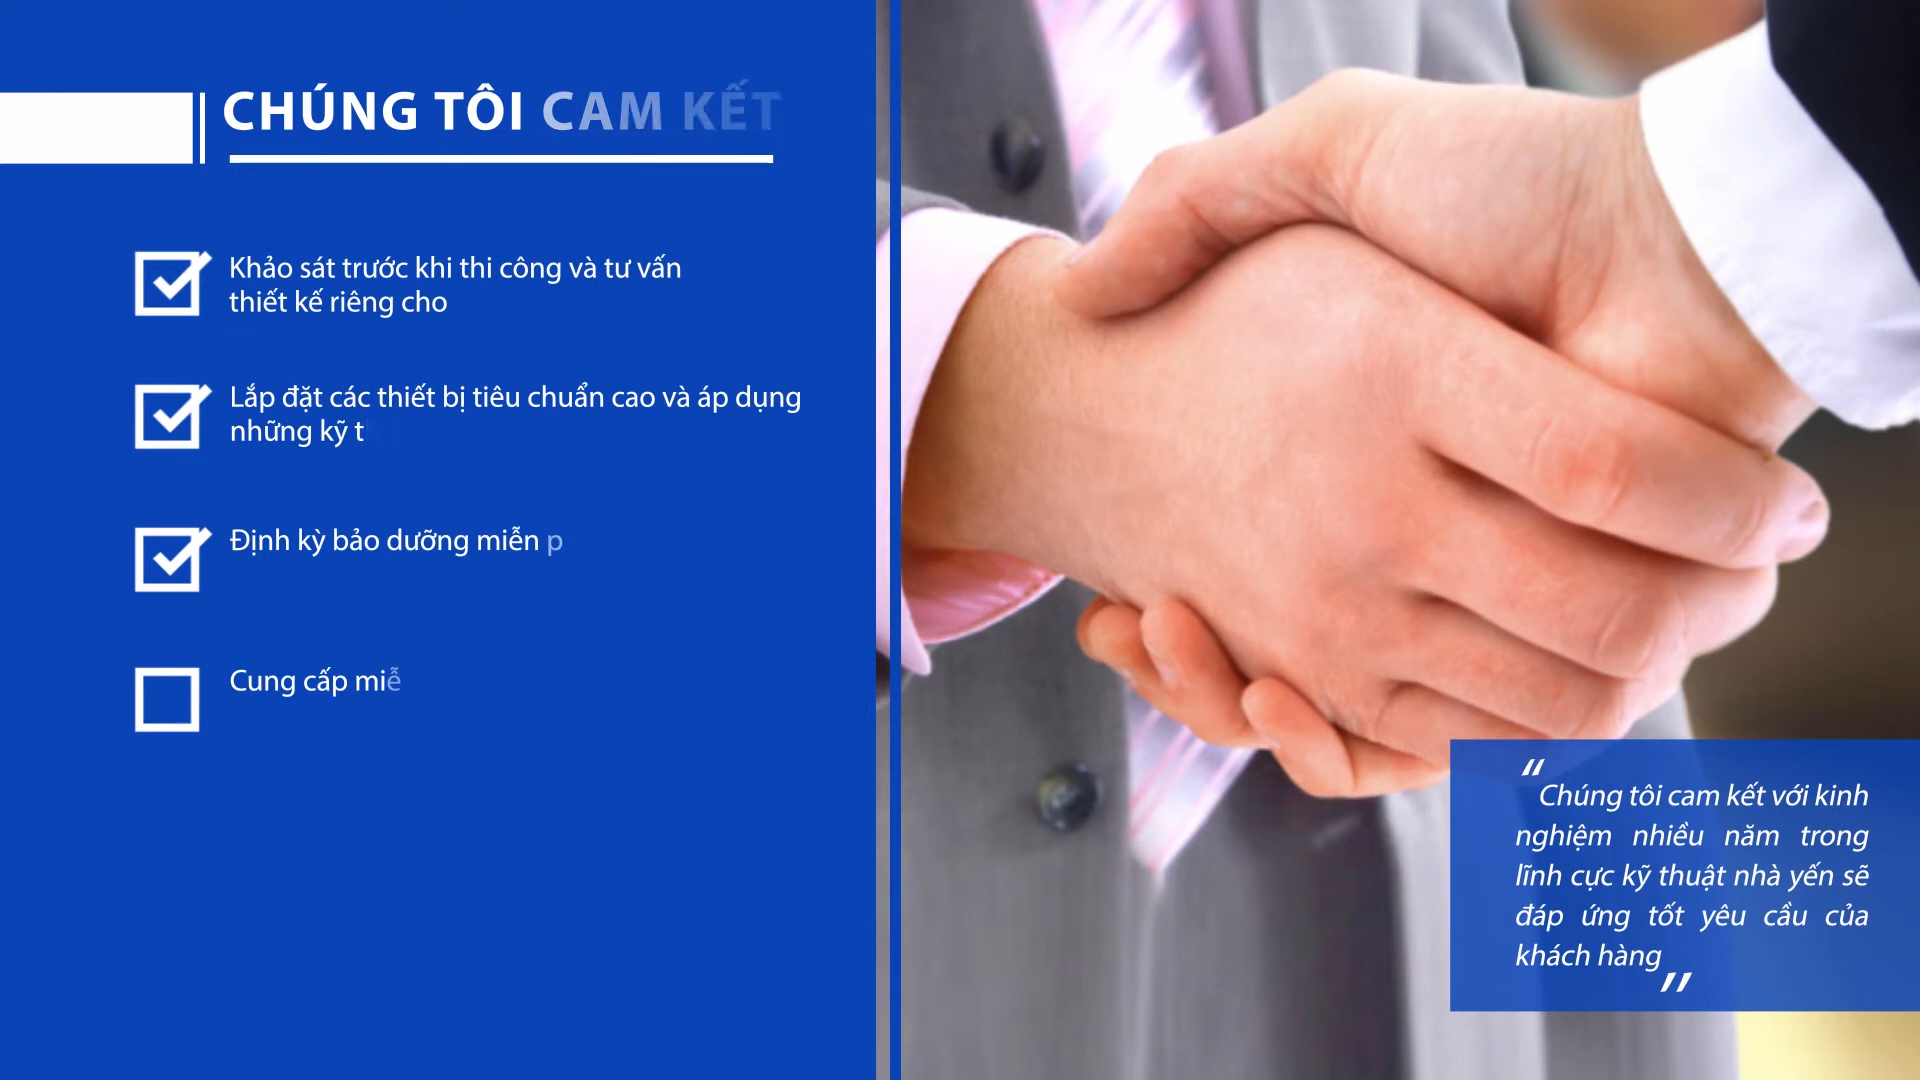 CHÚNG TÔI CAM KẾT
Khảo sát trước khi thi công và tư vấn
thiết kế riêng cho
Lắp đặt các thiết bị tiêu chuẩn cao và áp dụng
những kỹ t
Định kỳ bảo dưỡng miễn p
Cung cấp miễ
“
Chúng tôi cam kết với kinh
nghiệm nhiều năm trong
lĩnh cực kỹ thuật nhà yến sẽ
đáp ứng tốt yêu cầu của
khách hàng
”